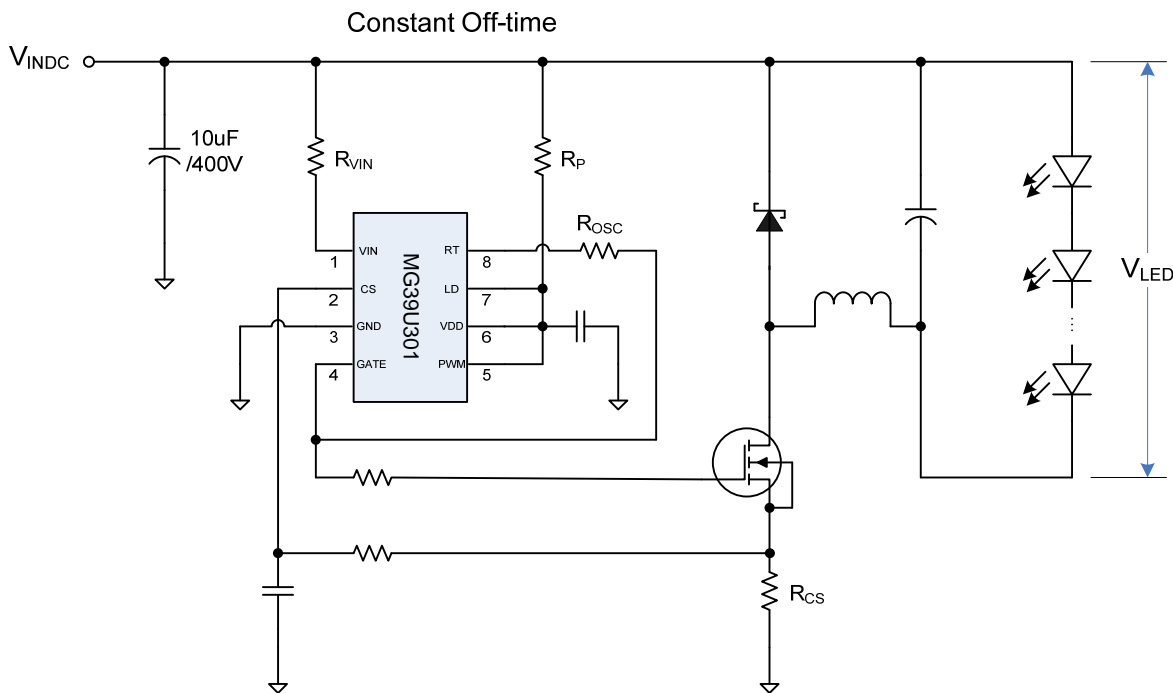 Constant Off-time
VINDC
10uF
/400V
RVIN
RP
ROSC
VIN
RT
1
8
CS
LD
2
7
GND
VDD
3
6
GATE
PWM
4
5
MG39U301
VLED
RCS